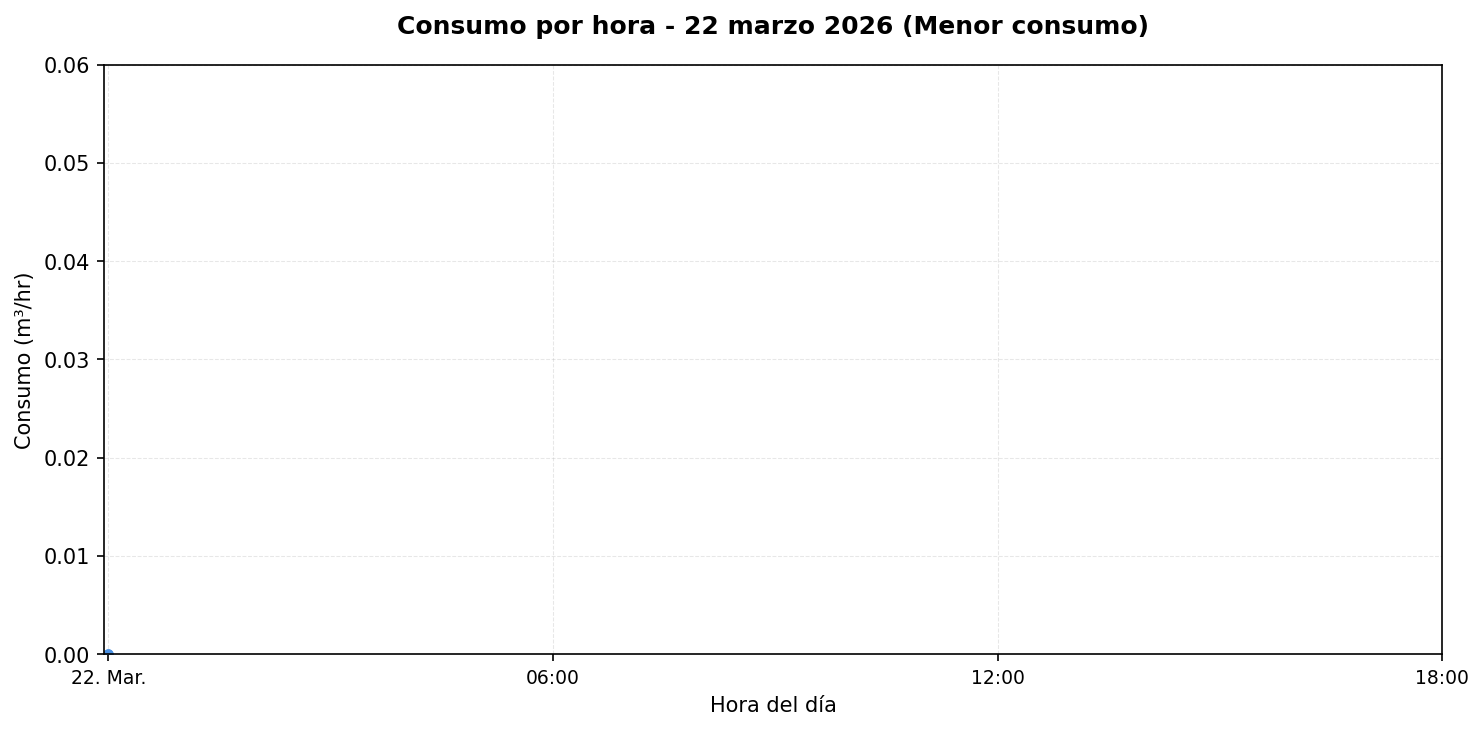 Consumo por hora - 22 marzo 2026 (Menor consumo)
Consumo (m³/hr)
0.06
0.05
0.04
0.03
0.02
0.01
0.00
22. Mar.
06:00
12:00
18:00
Hora del día